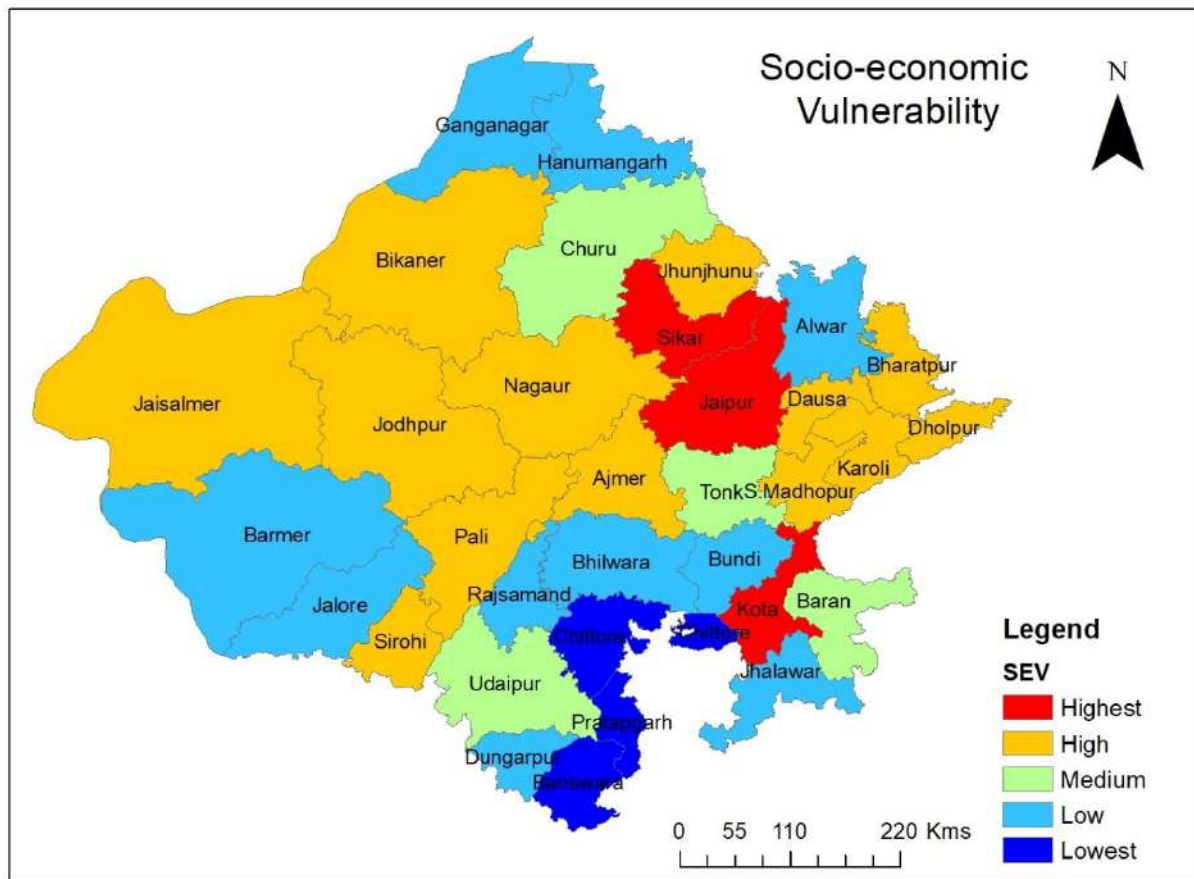 Socio-economic
Vulnerability
N
Ganganagar
Hanumangarh
Churu
Bikaner
Jhunjhunu
Sikar
Alwar
Bharatpur
Nagaur
Jaisalmer
Jaipur
Dausa
Jodhpur
Dholpur
Karoli
Ajmer
TonkS.Madhopur
Barmer
Pali
Bhilwara
Bundi
Rajsamand
Jalore
Kota
Baran
Sirohi
Chittore
Chittore
Jhalawar
Udaipur
Pratapgarh
Dungarpur
Banswara
Legend
SEV
Highest
High
Medium
Low
Lowest
0 55 110 220 Kms